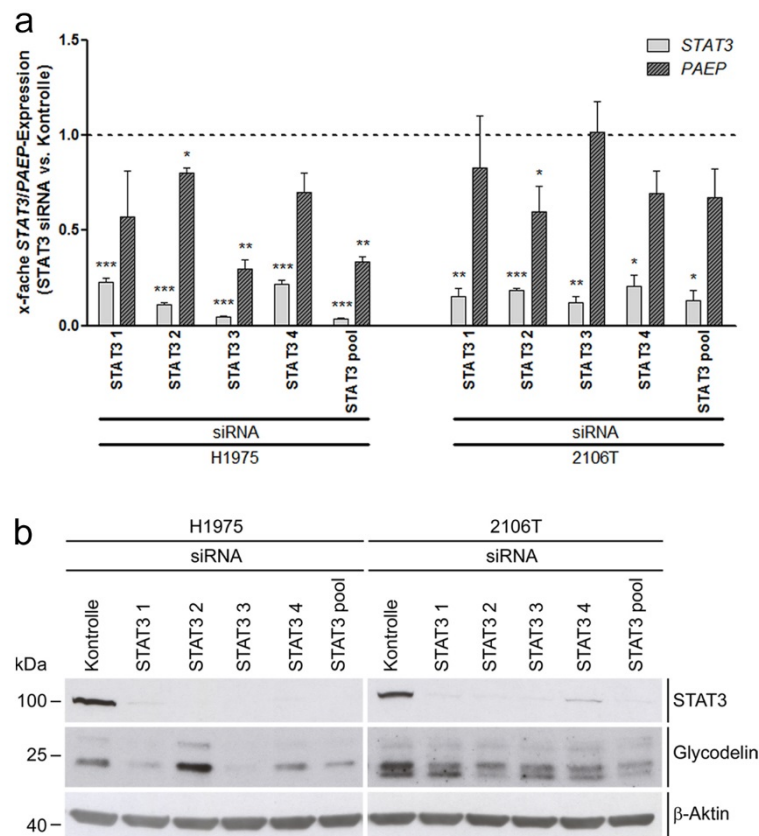 a
x-fache STAT3/PAEP-Expression
(STAT3 siRNA vs. Kontrolle)
1.5
1.0
0.5
0.0
STAT3
PAEP
*** * *** *** ** *** *** **
** *** * ** * *
STAT3 1
STAT3 2
STAT3 3
STAT3 4
STAT3 pool
STAT3 1
STAT3 2
STAT3 3
STAT3 4
STAT3 pool
siRNA
siRNA
H1975
2106T
b
H1975
2106T
siRNA
siRNA
kDa
Kontrolle
STAT3 1
STAT3 2
STAT3 3
STAT3 4
STAT3 pool
Kontrolle
STAT3 1
STAT3 2
STAT3 3
STAT3 4
STAT3 pool
100
STAT3
25
Glycodelin
40
β-Aktin